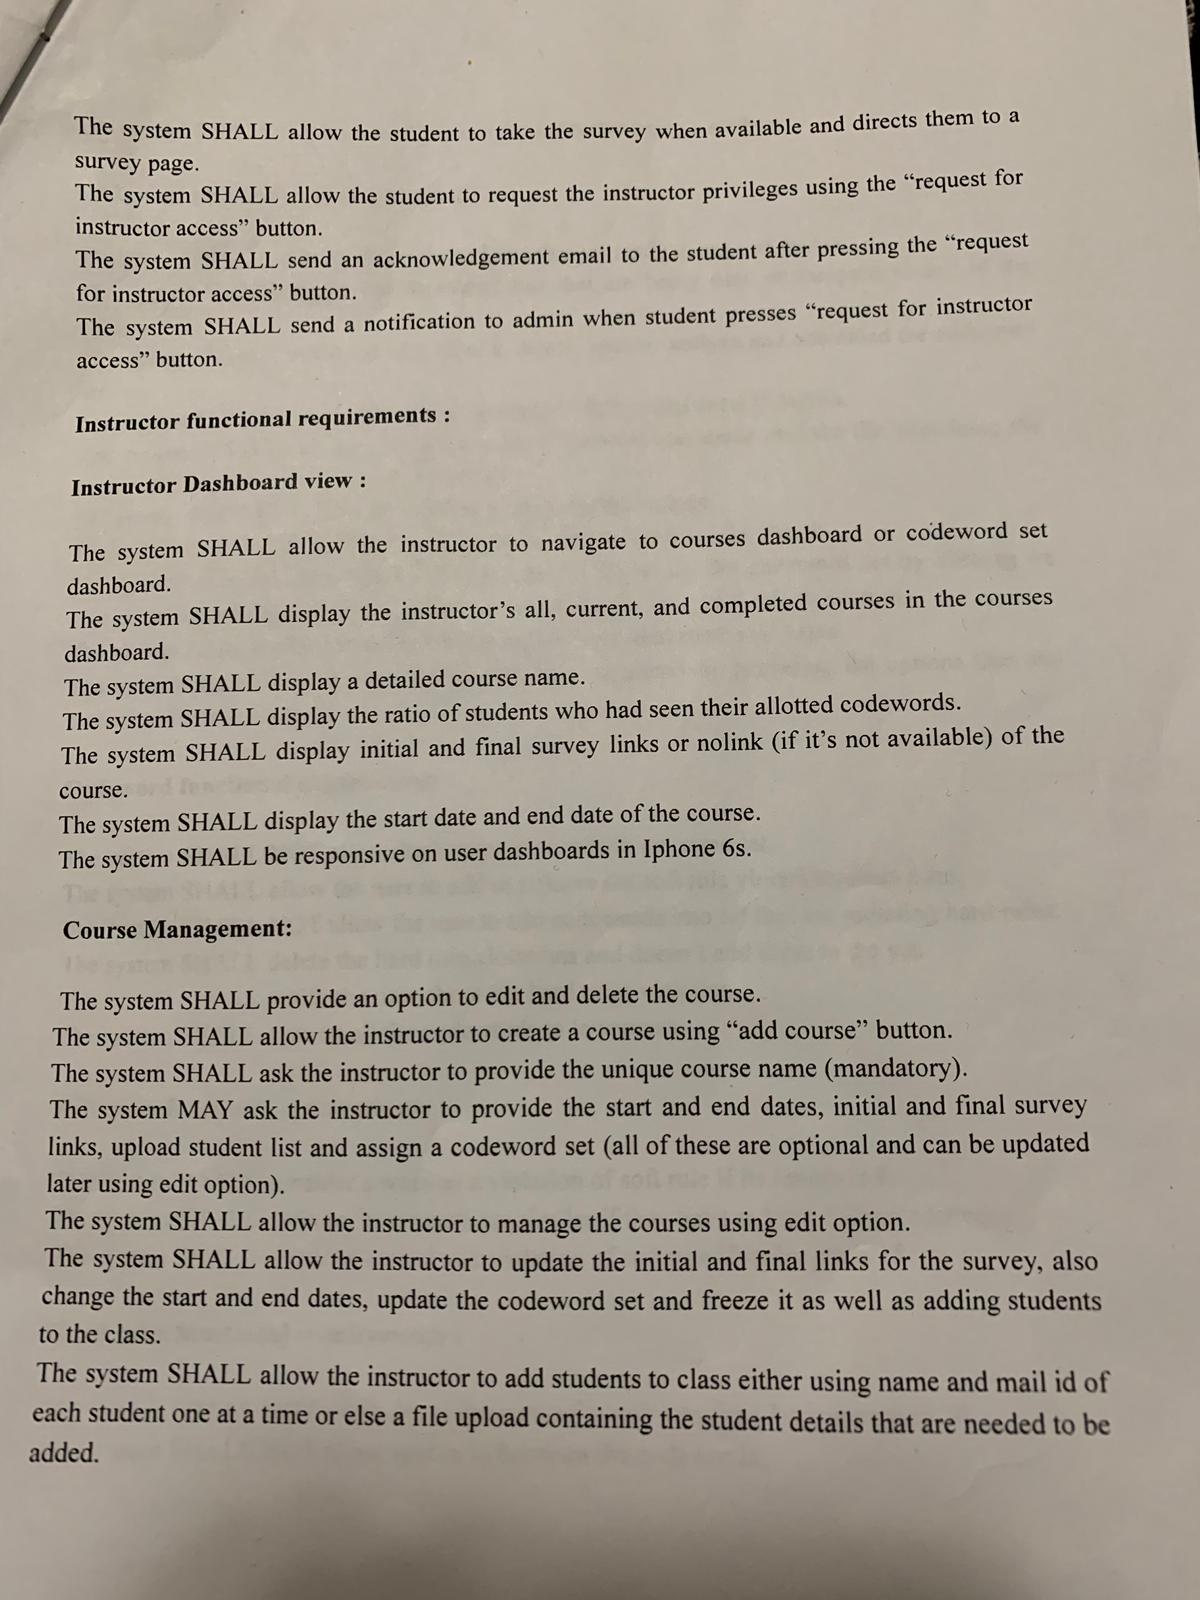 The system SHALL allow the student to take the survey when available and directs them to a
survey page.
The system SHALL allow the student to request the instructor privileges using the “request for
instructor access” button.
The system SHALL send an acknowledgement email to the student after pressing the “request
for instructor access” button.
The system SHALL send a notification to admin when student presses “request for instructor
access” button.
Instructor functional requirements :
Instructor Dashboard view :
The system SHALL allow the instructor to navigate to courses dashboard or codeword set
dashboard.
The system SHALL display the instructor’s all, current, and completed courses in the courses
dashboard.
The system SHALL display a detailed course name.
The system SHALL display the ratio of students who had seen their allotted codewords.
The system SHALL display initial and final survey links or nolink (if it’s not available) of the
course.
The system SHALL display the start date and end date of the course.
The system SHALL be responsive on user dashboards in Iphone 6s.
Course Management:
The system SHALL provide an option to edit and delete the course.
The system SHALL allow the instructor to create a course using “add course” button.
The system SHALL ask the instructor to provide the unique course name (mandatory).
The system MAY ask the instructor to provide the start and end dates, initial and final survey
links, upload student list and assign a codeword set (all of these are optional and can be updated
later using edit option).
The system SHALL allow the instructor to manage the courses using edit option.
The system SHALL allow the instructor to update the initial and final links for the survey, also
change the start and end dates, update the codeword set and freeze it as well as adding students
to the class.
The system SHALL allow the instructor to add students to class either using name and mail id of
each student one at a time or else a file upload containing the student details that are needed to be
added.